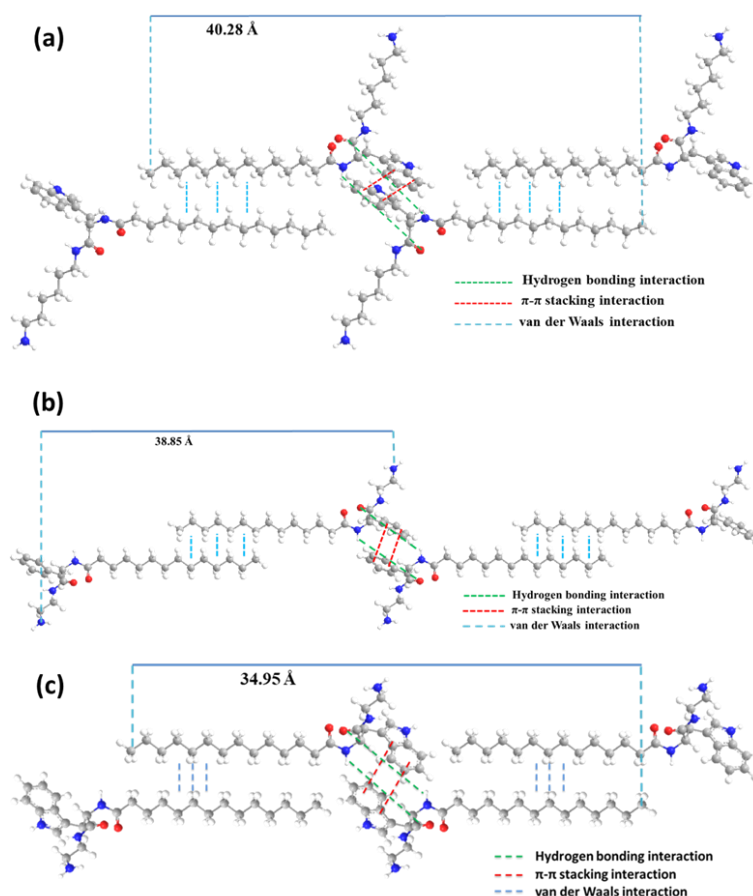 (a)
40.28 Å
Hydrogen bonding interaction
π-π stacking interaction
van der Waals interaction
(b)
38.85 Å
Hydrogen bonding interaction
π-π stacking interaction
van der Waals interaction
(c)
34.95 Å
Hydrogen bonding interaction
π-π stacking interaction
van der Waals interaction